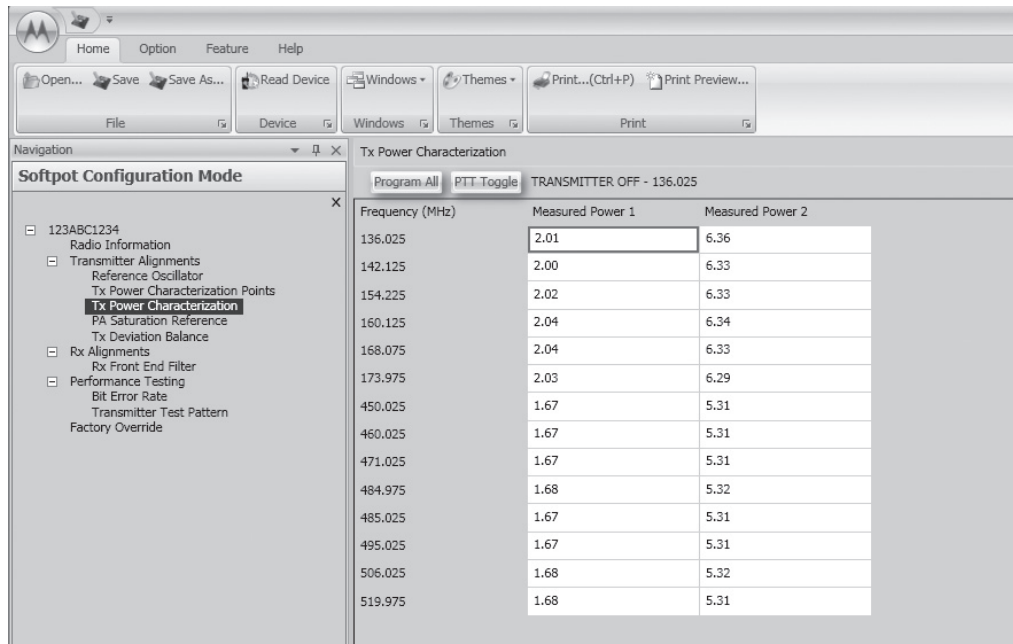 Home Option Feature Help
Open... Save Save As... Read Device Windows Themes Print...(Ctrl+P) Print Preview...
File Device Windows Themes Print
Navigation
Softpot Configuration Mode
123ABC1234
Radio Information
Transmitter Alignments
Reference Oscillator
Tx Power Characterization Points
Tx Power Characterization
PA Saturation Reference
Tx Deviation Balance
Rx Alignments
Rx Front End Filter
Performance Testing
Bit Error Rate
Transmitter Test Pattern
Factory Override
Tx Power Characterization
Program All PTT Toggle TRANSMITTER OFF - 136.025
Frequency (MHz) Measured Power 1 Measured Power 2
136.025 2.01 6.36
142.125 2.00 6.33
154.225 2.02 6.33
160.125 2.04 6.34
168.075 2.04 6.33
173.975 2.03 6.29
450.025 1.67 5.31
460.025 1.67 5.31
471.025 1.67 5.31
484.975 1.68 5.32
485.025 1.67 5.31
495.025 1.67 5.31
506.025 1.68 5.32
519.975 1.68 5.31